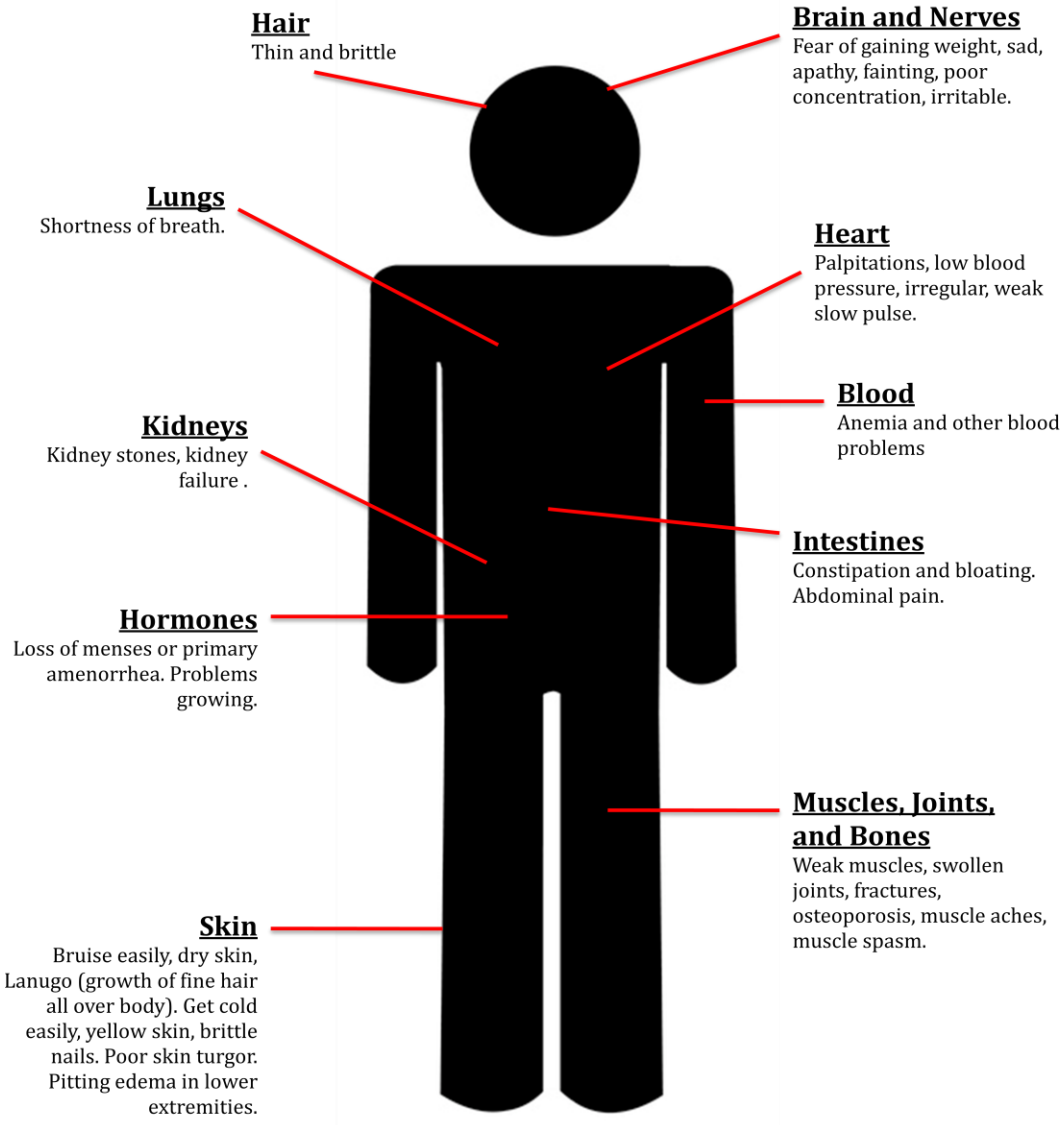 Hair
Thin and brittle
Brain and Nerves
Fear of gaining weight, sad,
apathy, fainting, poor
concentration, irritable.
Lungs
Shortness of breath.
Heart
Palpitations, low blood
pressure, irregular, weak
slow pulse.
Blood
Anemia and other blood
problems
Kidneys
Kidney stones, kidney
failure .
Intestines
Constipation and bloating.
Abdominal pain.
Hormones
Loss of menses or primary
amenorrhea. Problems
growing.
Muscles, Joints,
and Bones
Weak muscles, swollen
joints, fractures,
osteoporosis, muscle aches,
muscle spasm.
Skin
Bruise easily, dry skin,
Lanugo (growth of fine hair
all over body). Get cold
easily, yellow skin, brittle
nails. Poor skin turgor.
Pitting edema in lower
extremities.